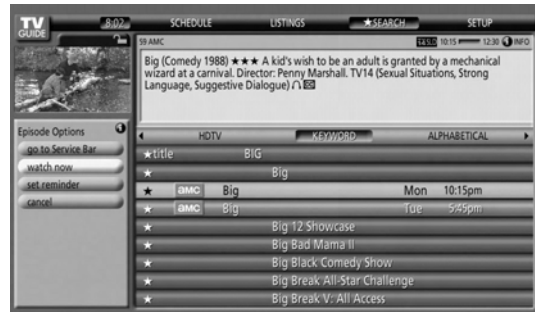 TV GUIDE 8:02 SCHEDULE LISTINGS ★SEARCH SETUP
59 AMC 10:15 12:30 INFO
Big (Comedy 1988) ★★★ A kid's wish to be an adult is granted by a mechanical
wizard at a carnival. Director: Penny Marshall. TV14 (Sexual Situations, Strong
Language, Suggestive Dialogue)
Episode Options
go to Service Bar
watch now
set reminder
cancel
HDTV KEYWORD ALPHABETICAL
★title BIG
★ Big
★ amc Big Mon 10:15pm
★ amc Big Tue 5:45pm
★ Big 12 Showcase
★ Big Bad Mama II
★ Big Black Comedy Show
★ Big Break All-Star Challenge
★ Big Break V: All Access